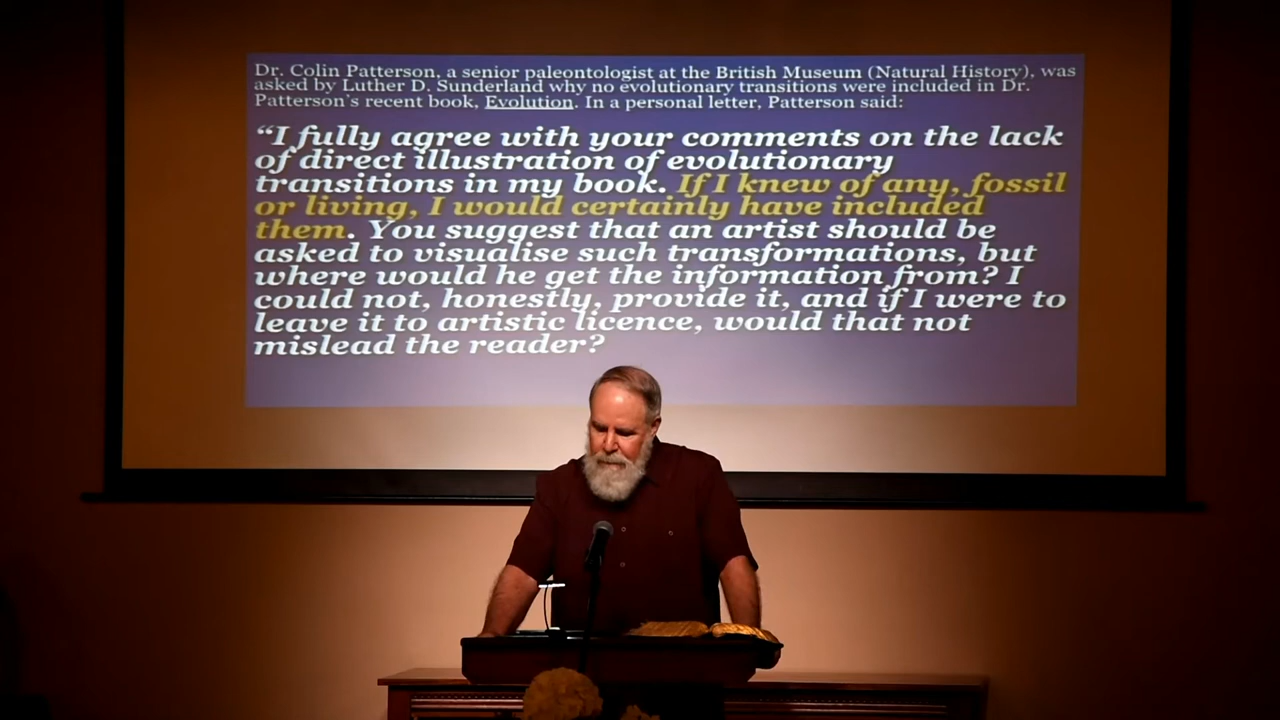 Dr. Colin Patterson, a senior paleontologist at the British Museum (Natural History), was
asked by Luther D. Sunderland why no evolutionary transitions were included in Dr.
Patterson's recent book, Evolution. In a personal letter, Patterson said:
“I fully agree with your comments on the lack
of direct illustration of evolutionary
transitions in my book. If I knew of any, fossil
or living, I would certainly have included
them. You suggest that an artist should be
asked to visualise such transformations, but
where would he get the information from? I
could not, honestly, provide it, and if I were to
leave it to artistic licence, would that not
mislead the reader?